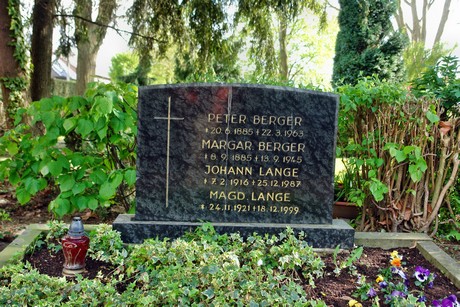 PETER BERGER
*20.6.1885 †22.3.1963
MARGAR BERGER
*8.9.1885 †13.9.1945
JOHANN LANGE
*7.2.1916 †25.12.1987
MAGD. LANGE
*24.11.1921 †18.12.1999